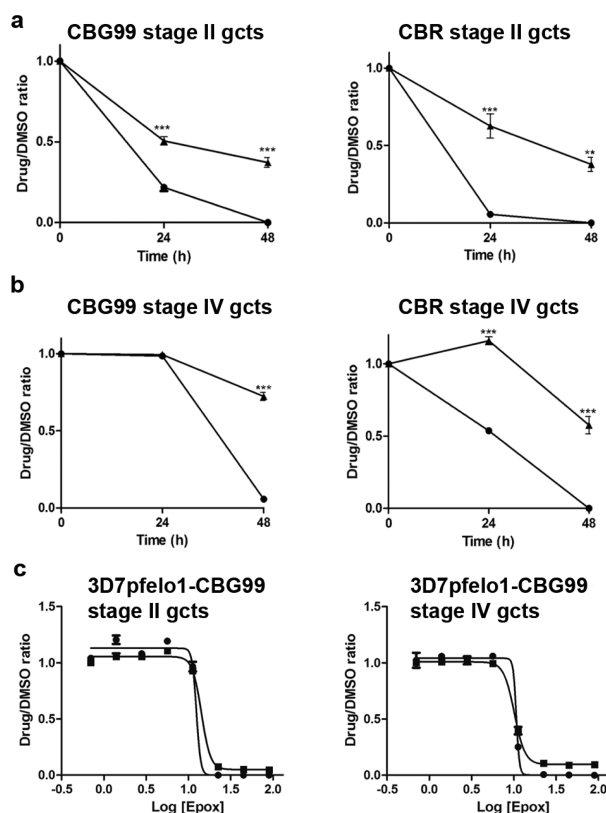 a
CBG99 stage II gcts
CBR stage II gcts
Drug/DMSO ratio
1.0
0.5
0.0
***
***
0
24
48
Time (h)
Drug/DMSO ratio
1.0
0.5
0.0
***
**
0
24
48
Time (h)
b
CBG99 stage IV gcts
CBR stage IV gcts
Drug/DMSO ratio
1.0
0.5
0.0
***
0
24
48
Time (h)
Drug/DMSO ratio
1.0
0.5
0.0
***
***
0
24
48
Time (h)
c
3D7pfelo1-CBG99
stage II gcts
3D7pfelo1-CBG99
stage IV gcts
Drug/DMSO ratio
1.5
1.0
0.5
0.0
-0.5
0.0
0.5
1.0
1.5
2.0
Log [Epox]
Drug/DMSO ratio
1.5
1.0
0.5
0.0
-0.5
0.0
0.5
1.0
1.5
2.0
Log [Epox]